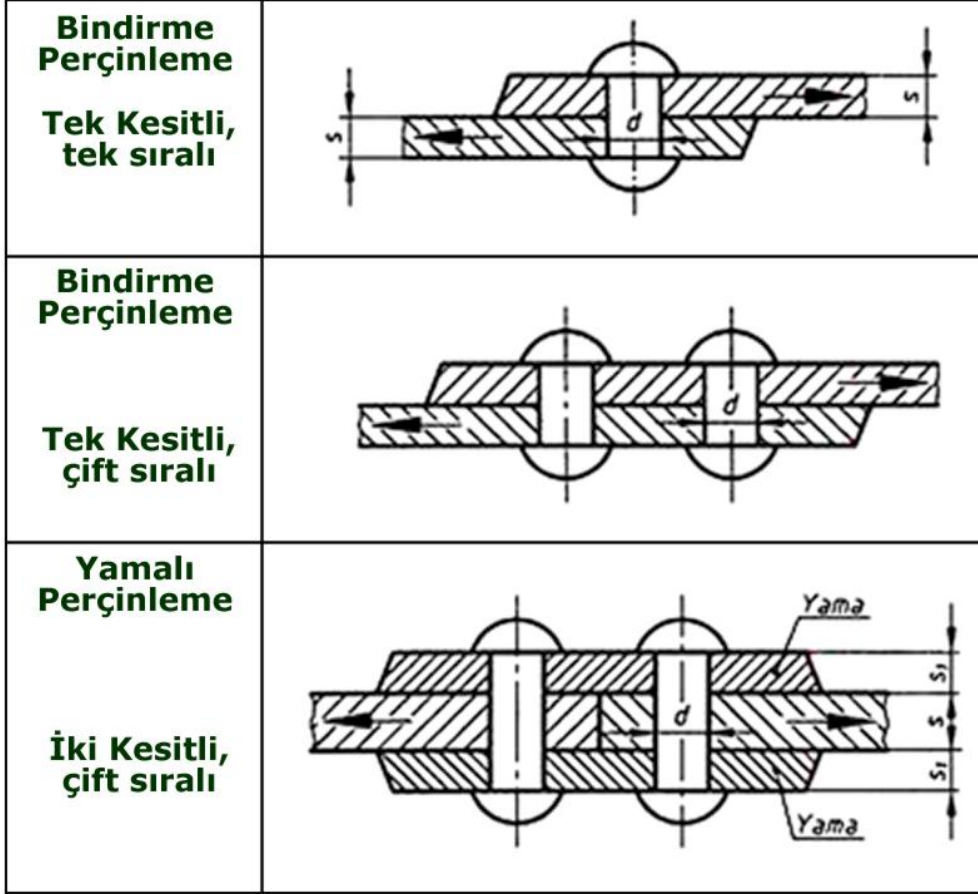 Bindirme
Perçinleme
Tek Kesitli,
tek sıralı
s
d
s
Bindirme
Perçinleme
Tek Kesitli,
çift sıralı
d
Yamalı
Perçinleme
İki Kesitli,
çift sıralı
Yama
s₁
d
s
s₁
Yama